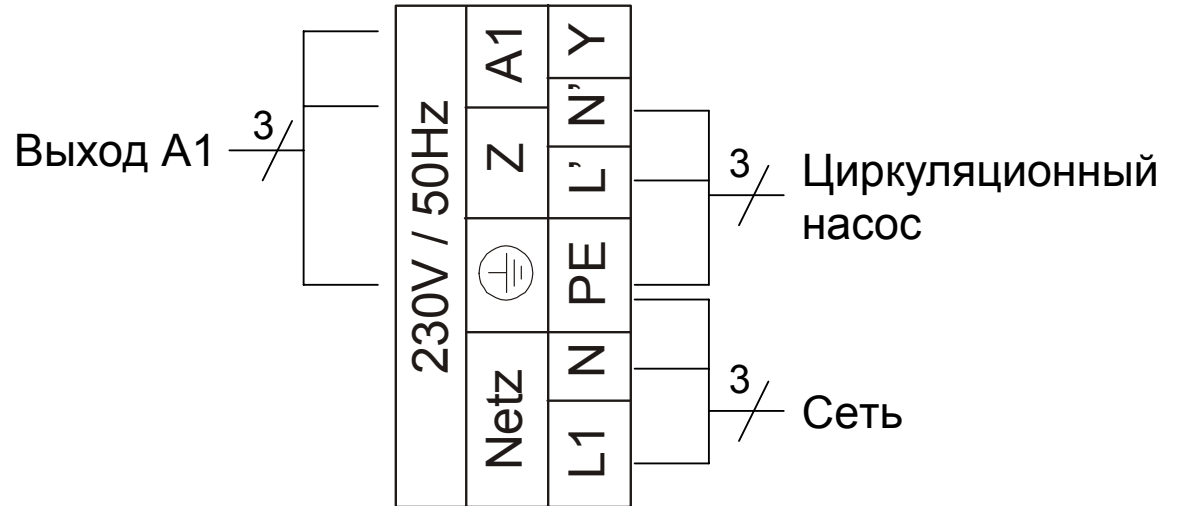 Выход А1
3
230V / 50Hz
A1
Z
Netz
Y
N'
L'
PE
N
L1
3
Циркуляционный
насос
3
Сеть